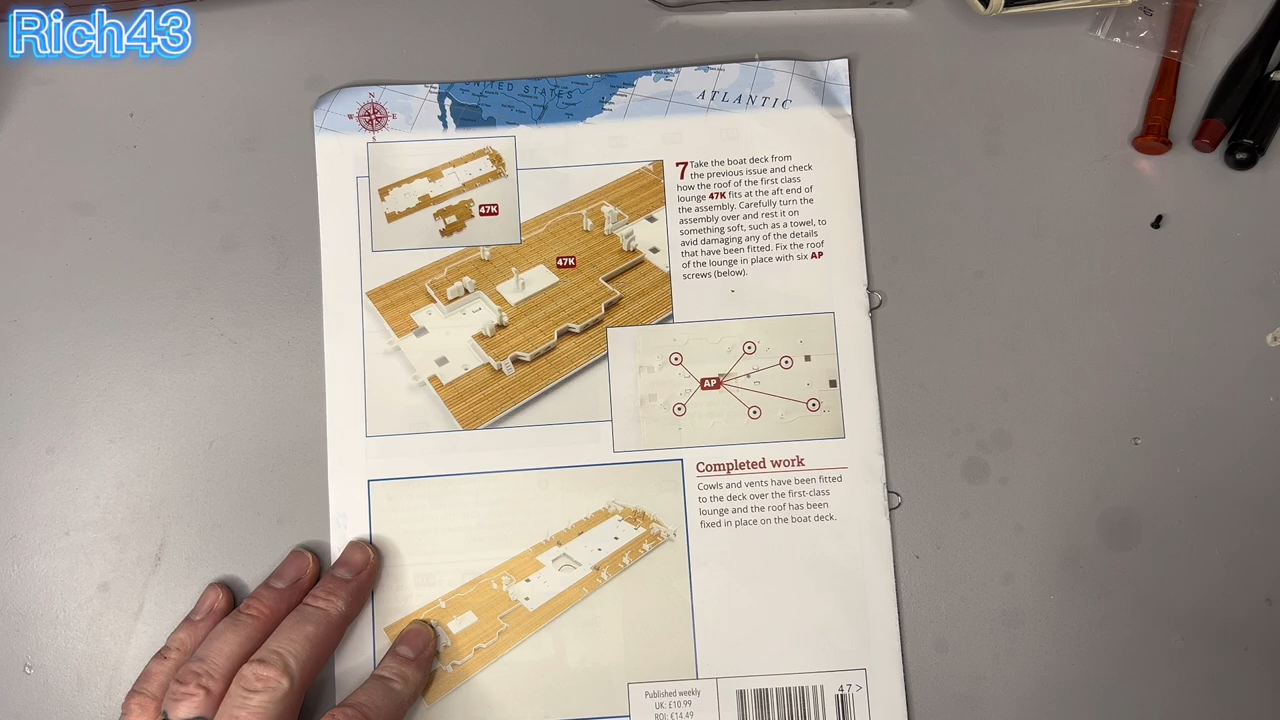 Rich43
UNITED STATES
ATLANTIC
N
E
S
47K
47K
7 Take the boat deck from
the previous issue and check
how the roof of the first class
lounge 47K fits at the aft end of
the assembly. Carefully turn the
assembly over and rest it on
something soft, such as a towel, to
avid damaging any of the details
that have been fitted. Fix the roof
of the lounge in place with six AP
screws (below).
AP
Completed work
Cowls and vents have been fitted
to the deck over the first-class
lounge and the roof has been
fixed in place on the boat deck.
Published weekly
UK: £10.99
ROI: €14.49
47>